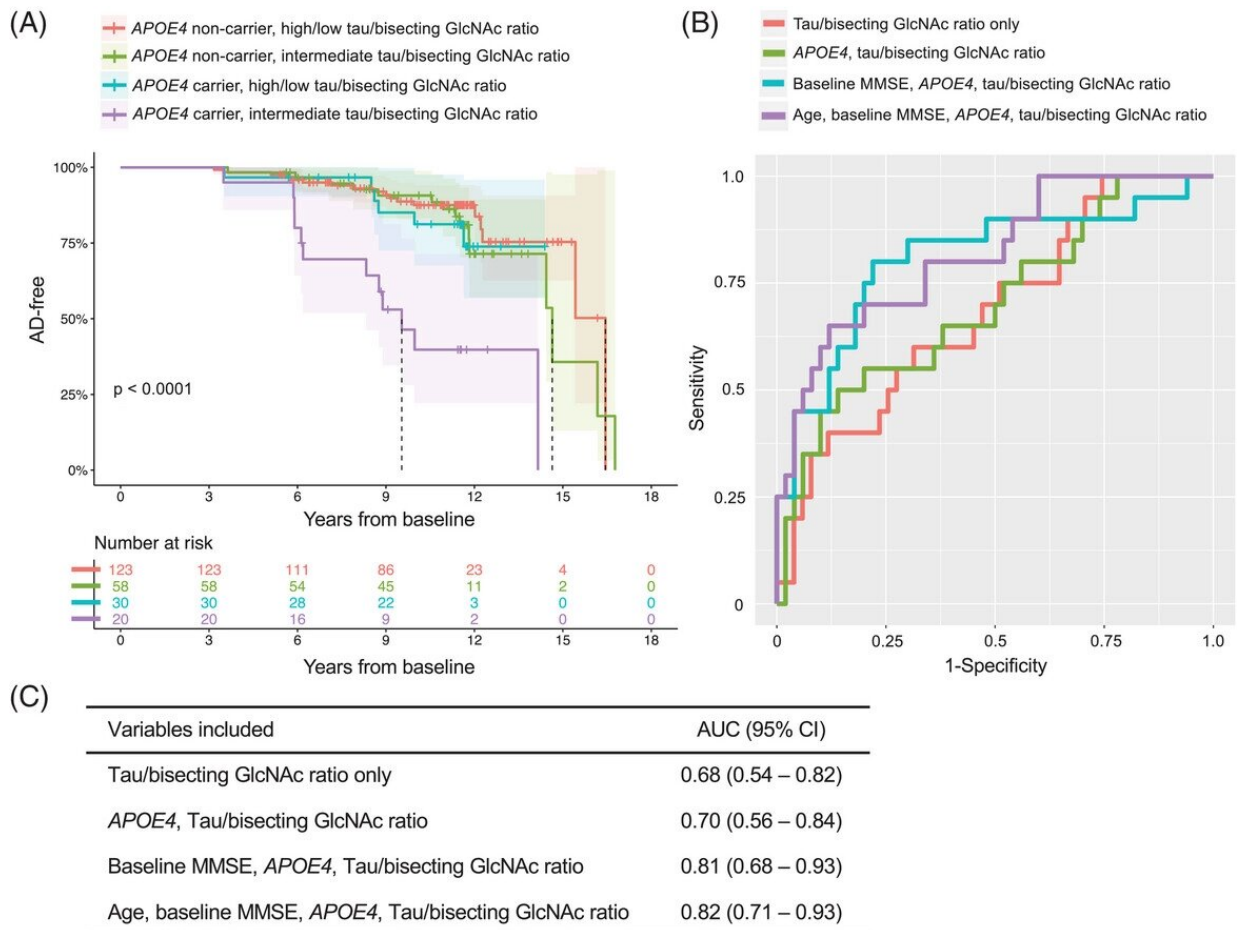 (A)
APOE4 non-carrier, high/low tau/bisecting GlcNAc ratio
APOE4 non-carrier, intermediate tau/bisecting GlcNAc ratio
APOE4 carrier, high/low tau/bisecting GlcNAc ratio
APOE4 carrier, intermediate tau/bisecting GlcNAc ratio
100%
75%
50%
25%
0%
AD-free
p < 0.0001
0 3 6 9 12 15 18
Years from baseline
Number at risk
123 123 111 86 23 4 0
58 58 54 45 11 2 0
30 30 28 22 3 0 0
20 20 16 9 2 0 0
0 3 6 9 12 15 18
Years from baseline
(B)
Tau/bisecting GlcNAc ratio only
APOE4, tau/bisecting GlcNAc ratio
Baseline MMSE, APOE4, tau/bisecting GlcNAc ratio
Age, baseline MMSE, APOE4, tau/bisecting GlcNAc ratio
1.0
0.75
0.5
0.25
0
Sensitivity
0 0.25 0.5 0.75 1.0
1-Specificity
(C)
Variables included AUC (95% CI)
Tau/bisecting GlcNAc ratio only 0.68 (0.54 – 0.82)
APOE4, Tau/bisecting GlcNAc ratio 0.70 (0.56 – 0.84)
Baseline MMSE, APOE4, Tau/bisecting GlcNAc ratio 0.81 (0.68 – 0.93)
Age, baseline MMSE, APOE4, Tau/bisecting GlcNAc ratio 0.82 (0.71 – 0.93)